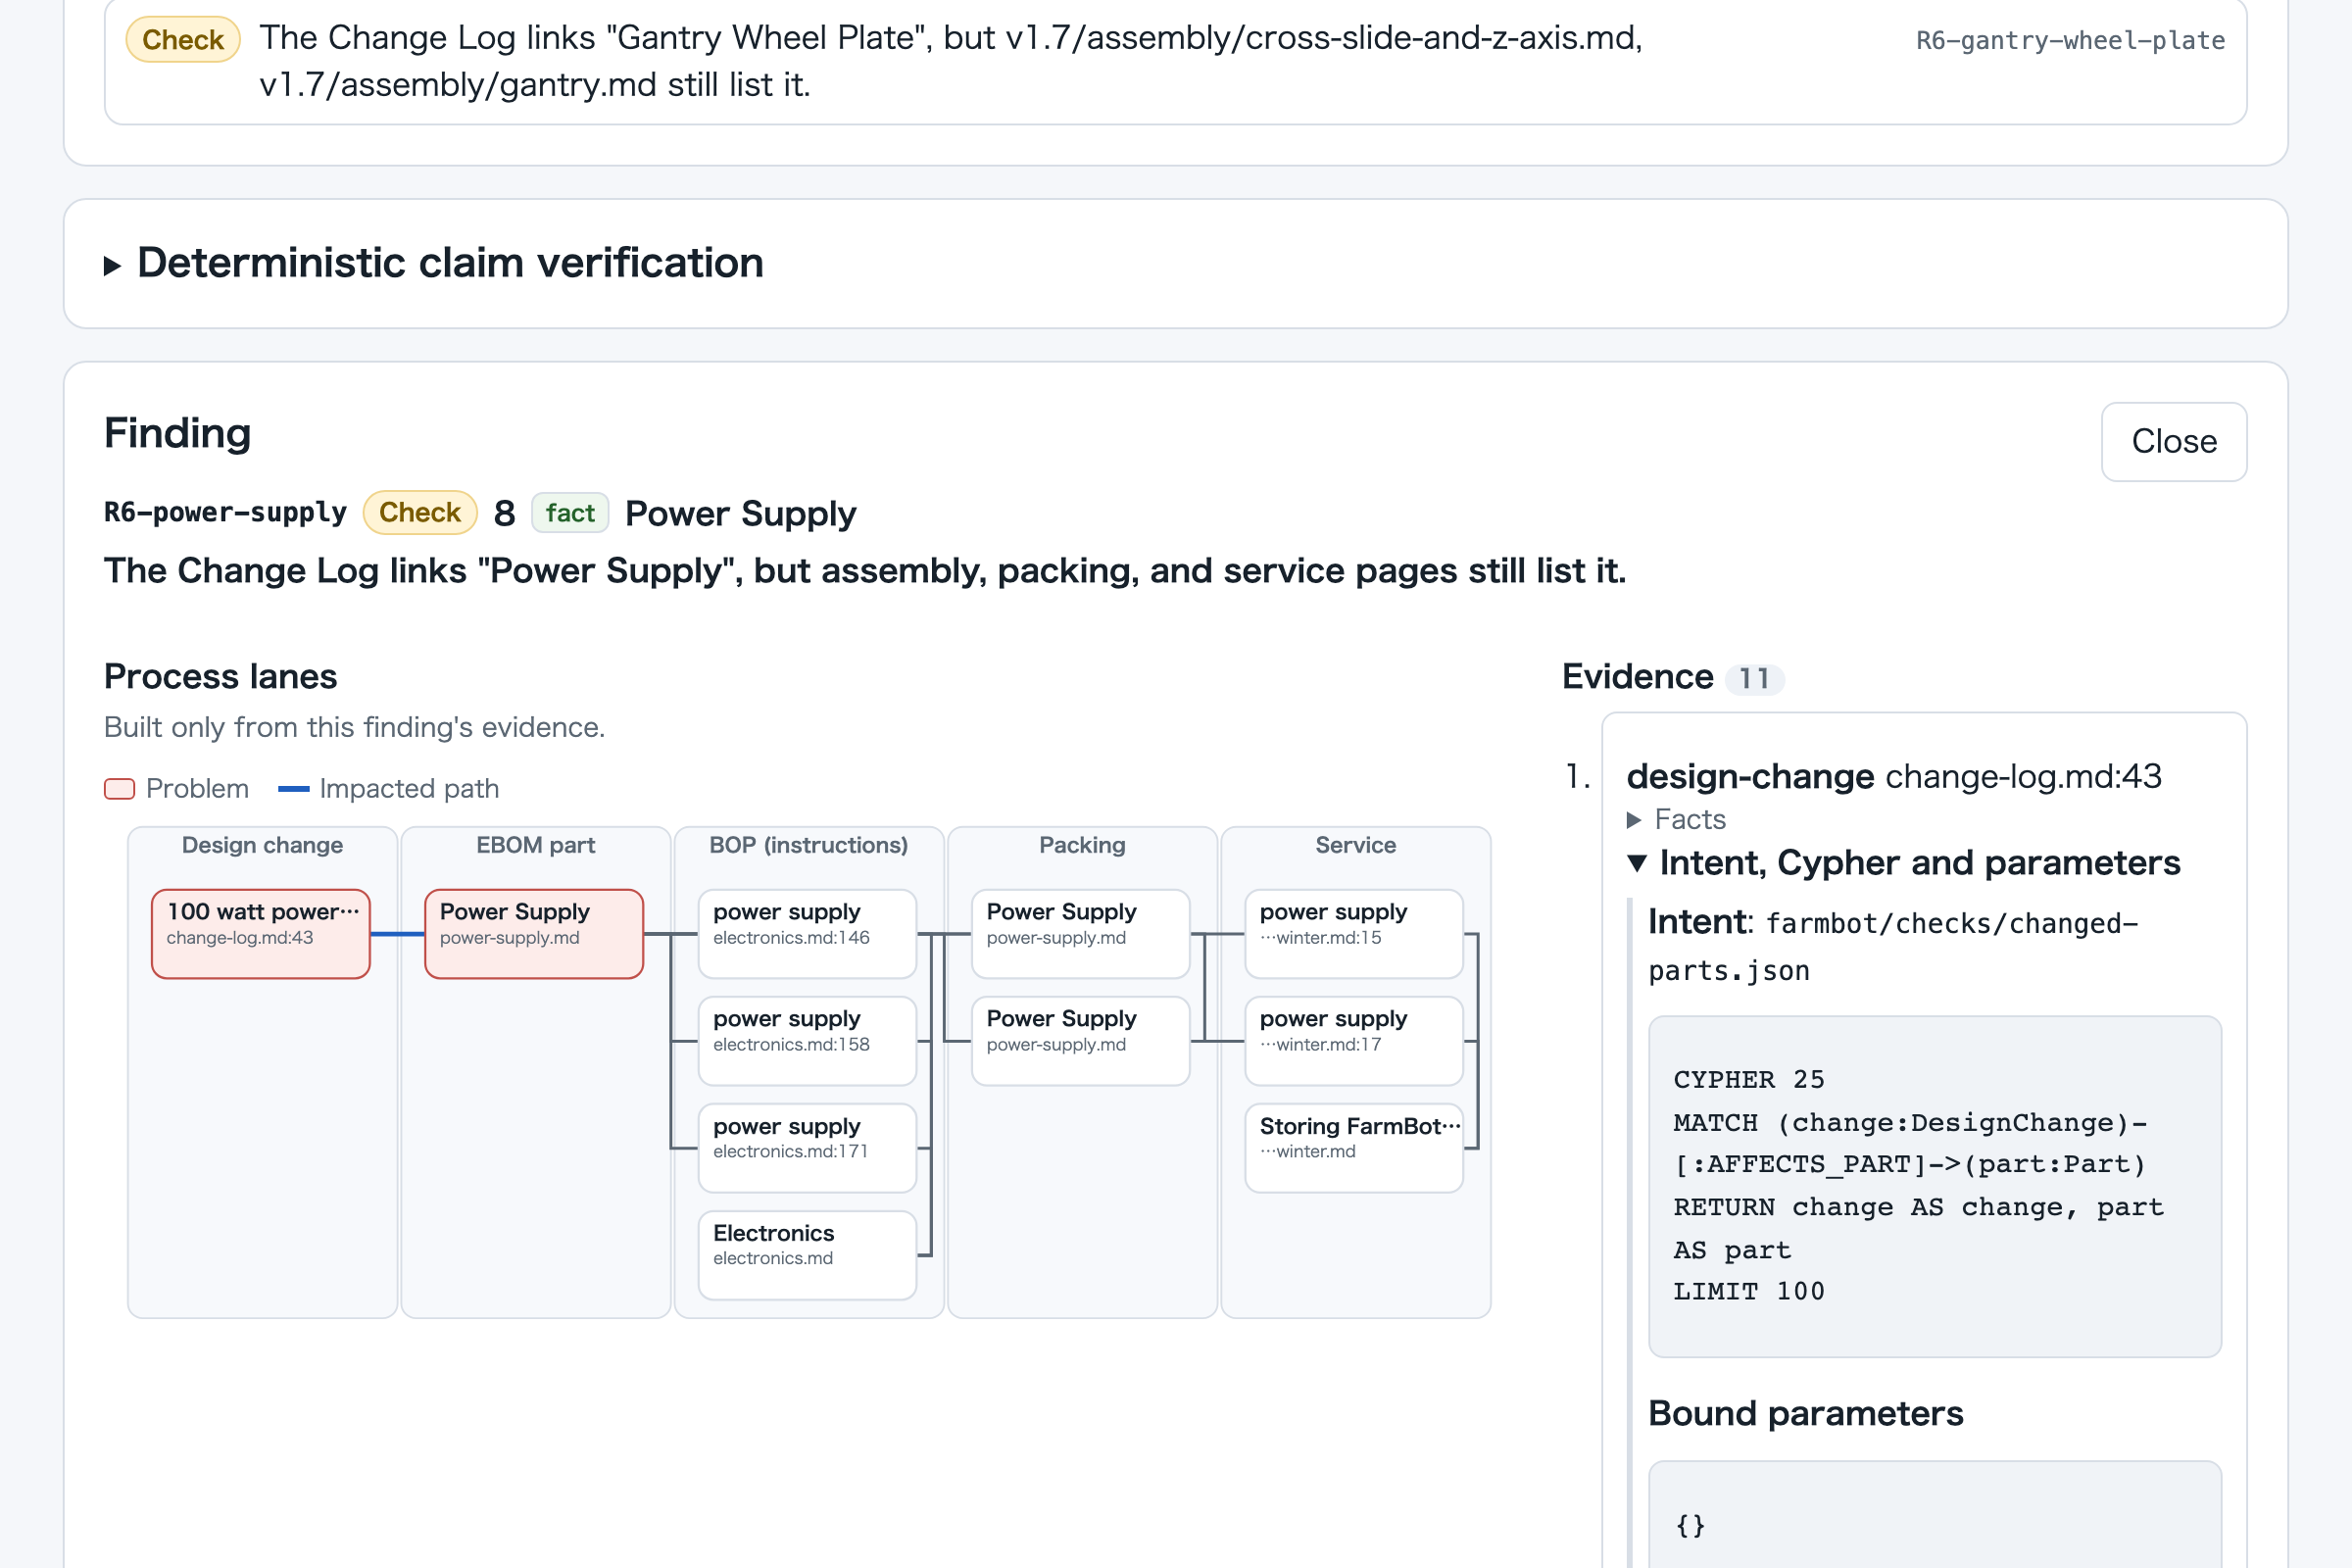 Check The Change Log links "Gantry Wheel Plate", but v1.7/assembly/cross-slide-and-z-axis.md, R6-gantry-wheel-plate
v1.7/assembly/gantry.md still list it.
▶ Deterministic claim verification
Finding
Close
R6-power-supply Check 8 fact Power Supply
The Change Log links "Power Supply", but assembly, packing, and service pages still list it.
Process lanes
Built only from this finding's evidence.
Problem Impacted path
Design change EBOM part BOP (instructions) Packing Service
100 watt power⋯
change-log.md:43
Power Supply
power-supply.md
power supply
electronics.md:146
power supply
electronics.md:158
power supply
electronics.md:171
Electronics
electronics.md
Power Supply
power-supply.md
Power Supply
power-supply.md
power supply
⋯winter.md:15
power supply
⋯winter.md:17
Storing FarmBot⋯
⋯winter.md
Evidence 11
1. design-change change-log.md:43
▶ Facts
▼ Intent, Cypher and parameters
Intent: farmbot/checks/changed-
parts.json
CYPHER 25
MATCH (change:DesignChange)-
[:AFFECTS_PART]->(part:Part)
RETURN change AS change, part
AS part
LIMIT 100
Bound parameters
{}